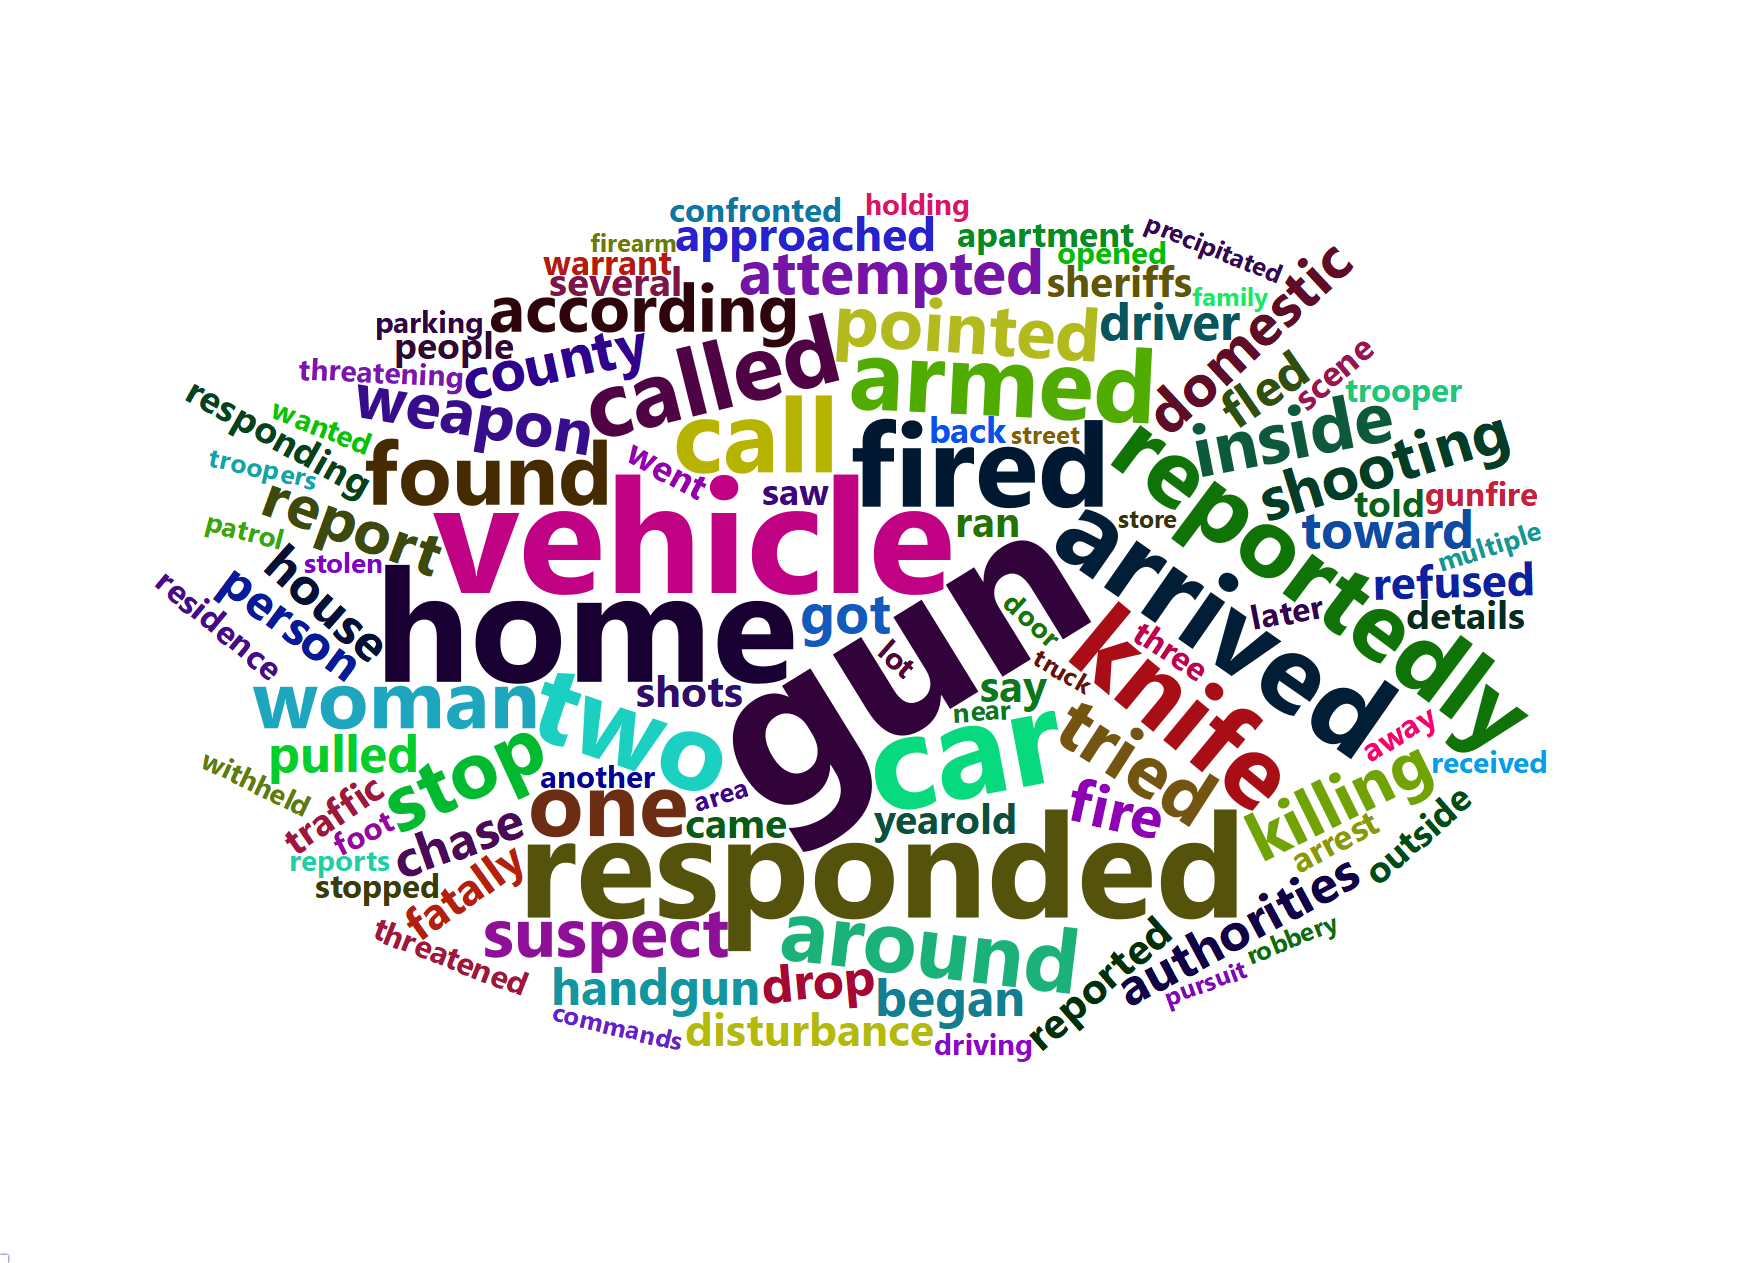 confronted
holding
firearm
approached
apartment
precipitated
warrant
opened
several
attempted
sheriffs
domestic
family
according
parking
pointed
driver
people
county
called
armed
threatening
weapon
fled
scene
trooper
responding
wanted
call
back
street
inside
troopers
found
went
fired
reportedly
shooting
report
saw
told
gunfire
patrol
vehicle
ran
store
arrived
toward
multiple
stolen
house
person
residence
home
got
gun
door
knife
three
later
refused
details
lot
truck
woman
two
shots
say
near
car
tried
away
received
pulled
stop
withheld
another
area
traffic
foot
one
came
yearold
fire
killing
arrest
outside
reports
chase
stopped
fatally
responded
authorities
threatened
suspect
around
reported
robbery
pursuit
handgun
drop
began
commands
disturbance
driving